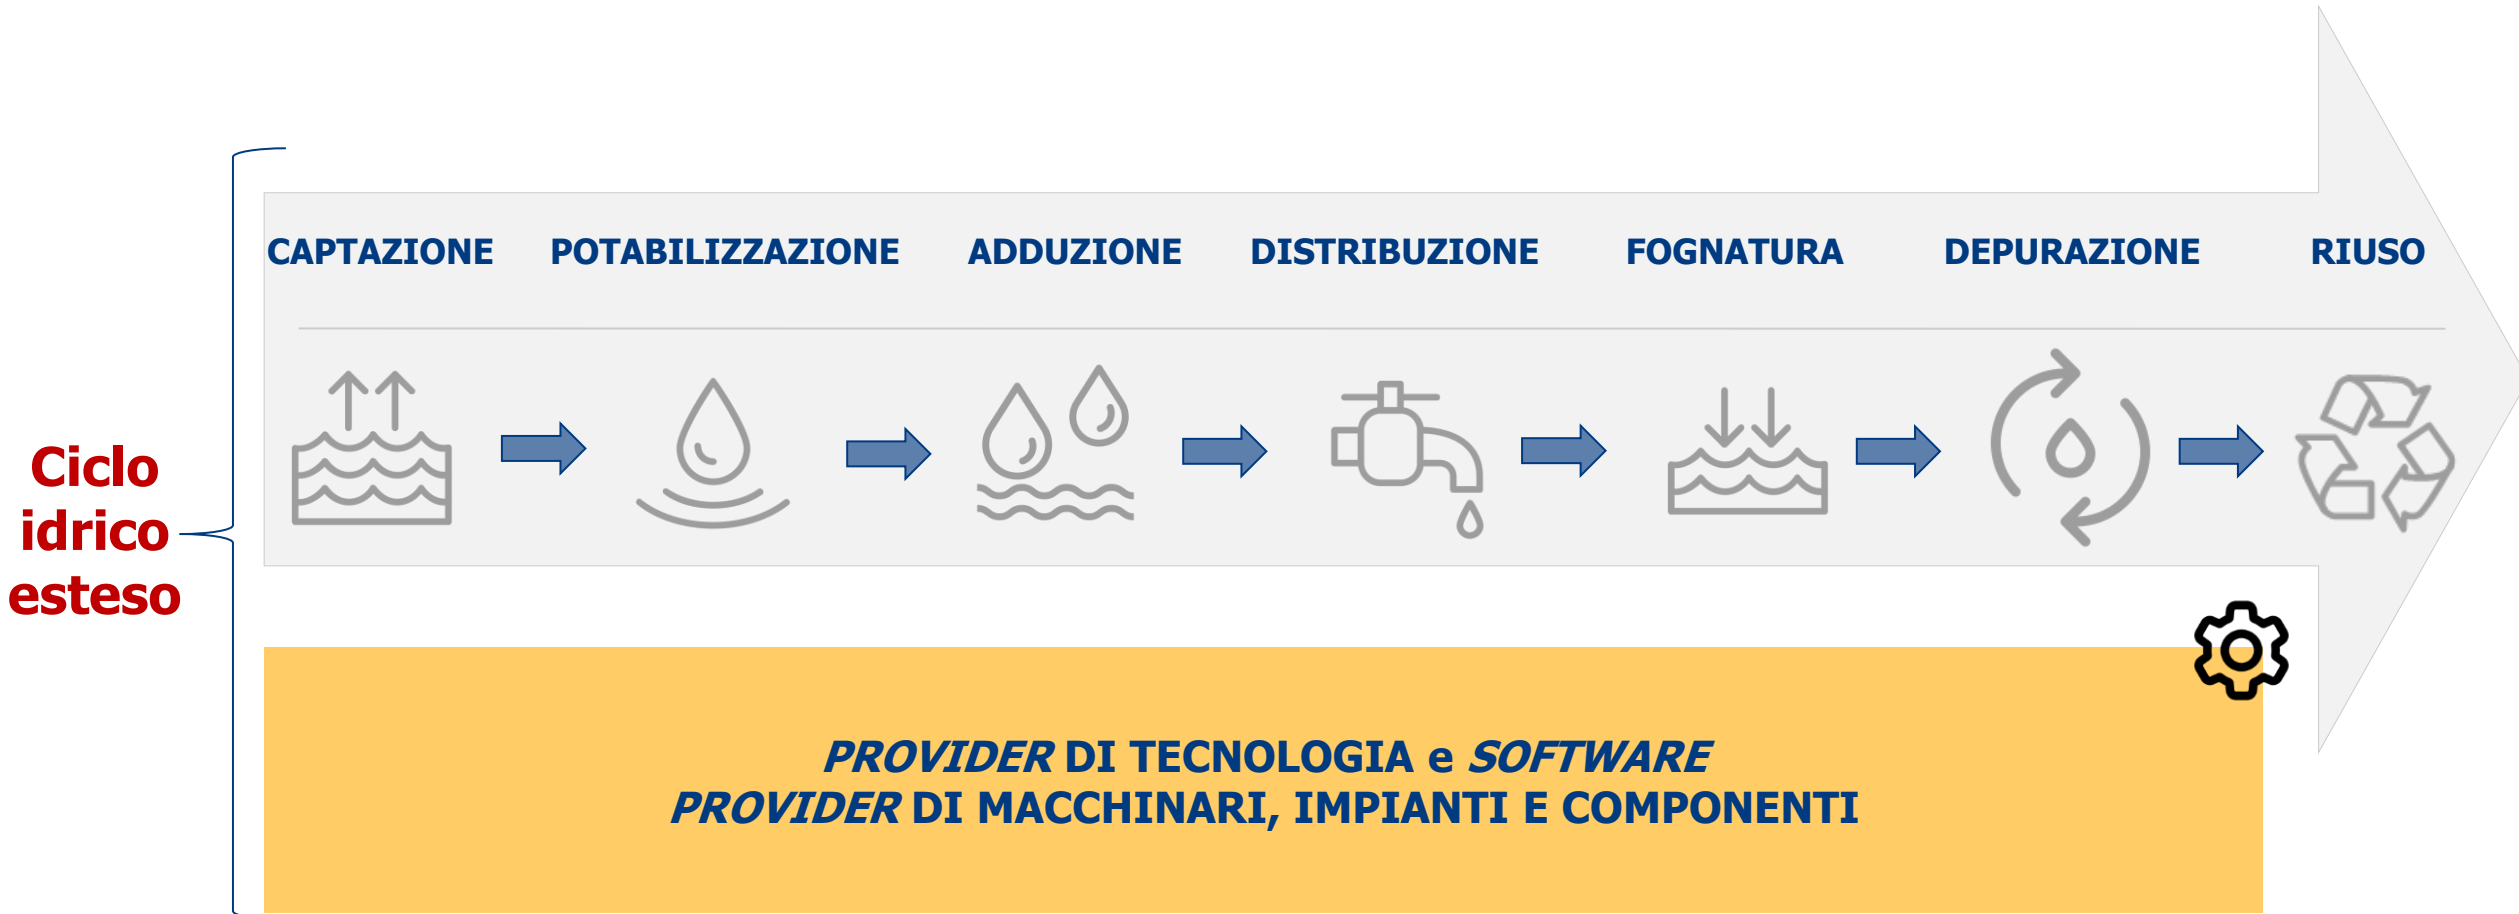 CAPTAZIONE POTABILIZZAZIONE ADDUZIONE DISTRIBUZIONE FOGNATURA DEPURAZIONE RIUSO
Ciclo
idrico
esteso
PROVIDER DI TECNOLOGIA e SOFTWARE
PROVIDER DI MACCHINARI, IMPIANTI E COMPONENTI